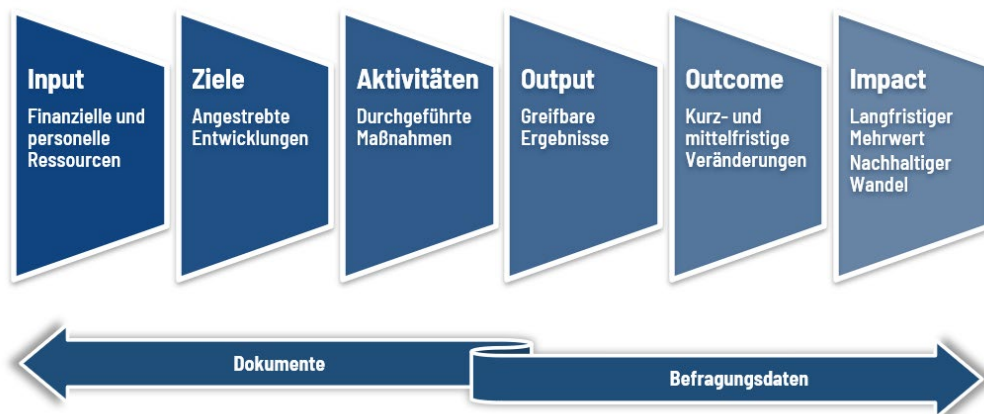 Input
Finanzielle und
personelle
Ressourcen
Ziele
Angestrebte
Entwicklungen
Aktivitäten
Durchgeführte
Maßnahmen
Output
Greifbare
Ergebnisse
Outcome
Kurz- und
mittelfristige
Veränderungen
Impact
Langfristiger
Mehrwert
Nachhaltiger
Wandel
Dokumente
Befragungsdaten